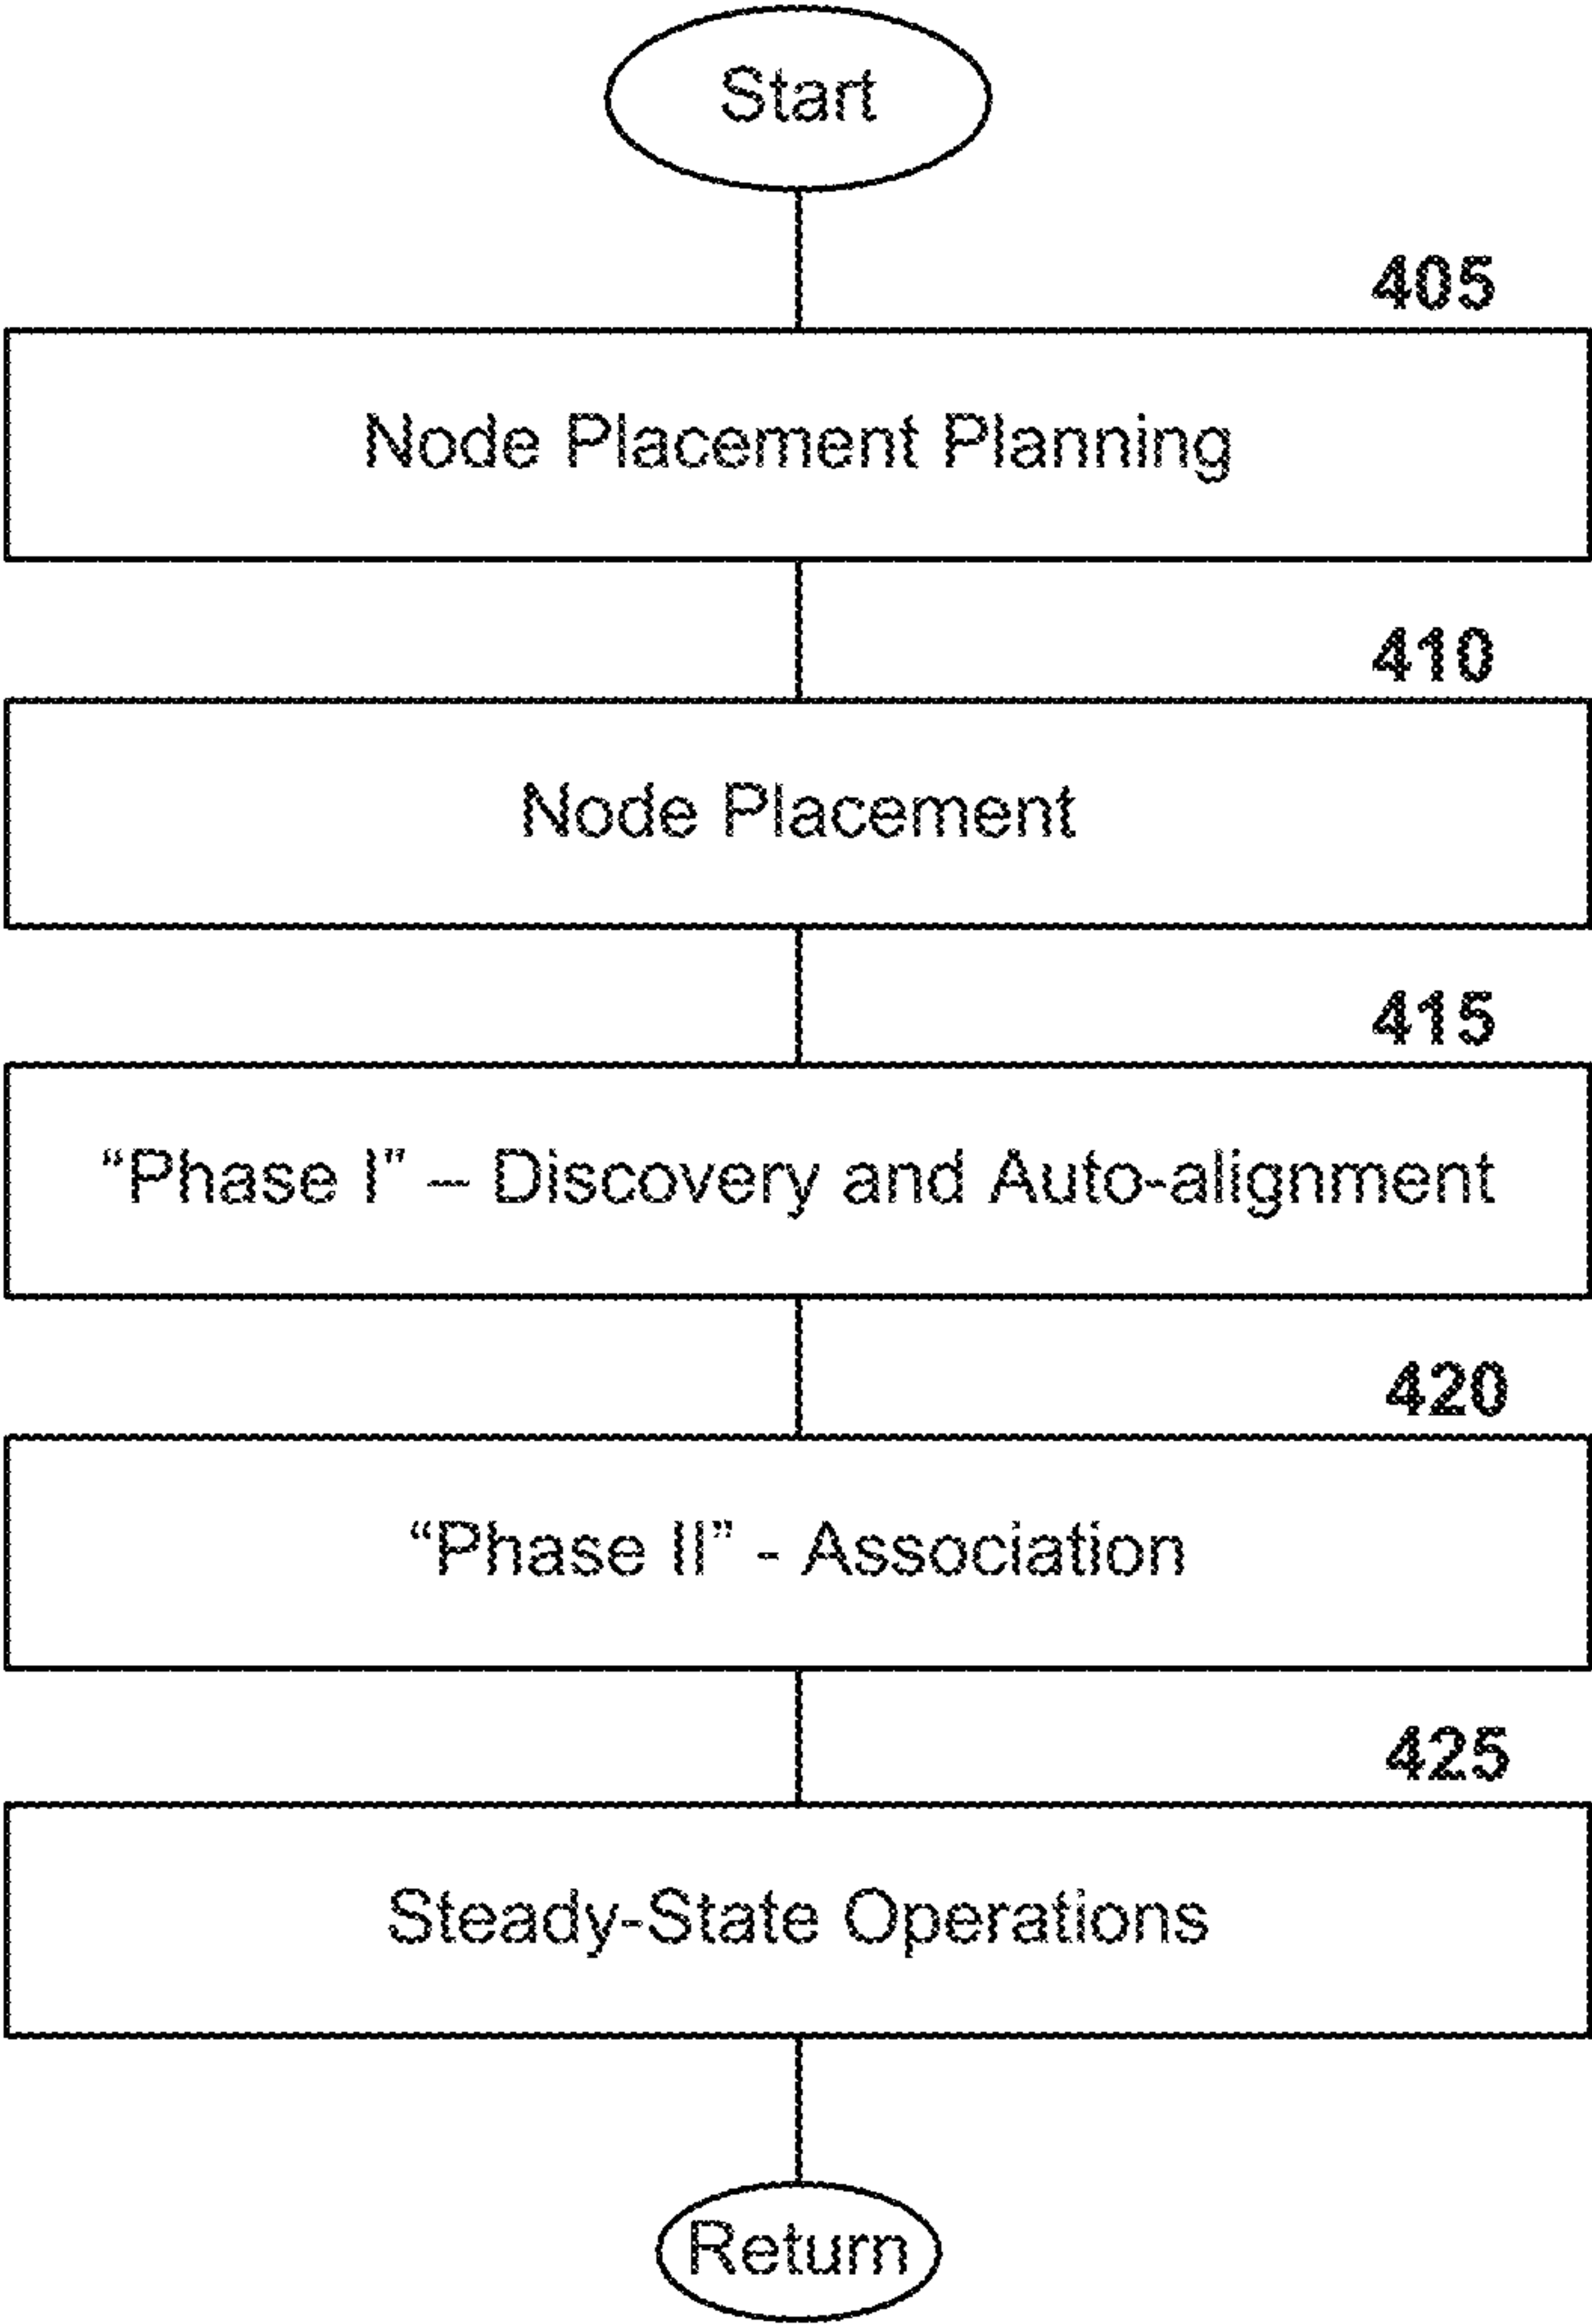 Start
405
Node Placement Planning
410
Node Placement
415
“Phase I” – Discovery and Auto-alignment
420
“Phase II” - Association
425
Steady-State Operations
Return